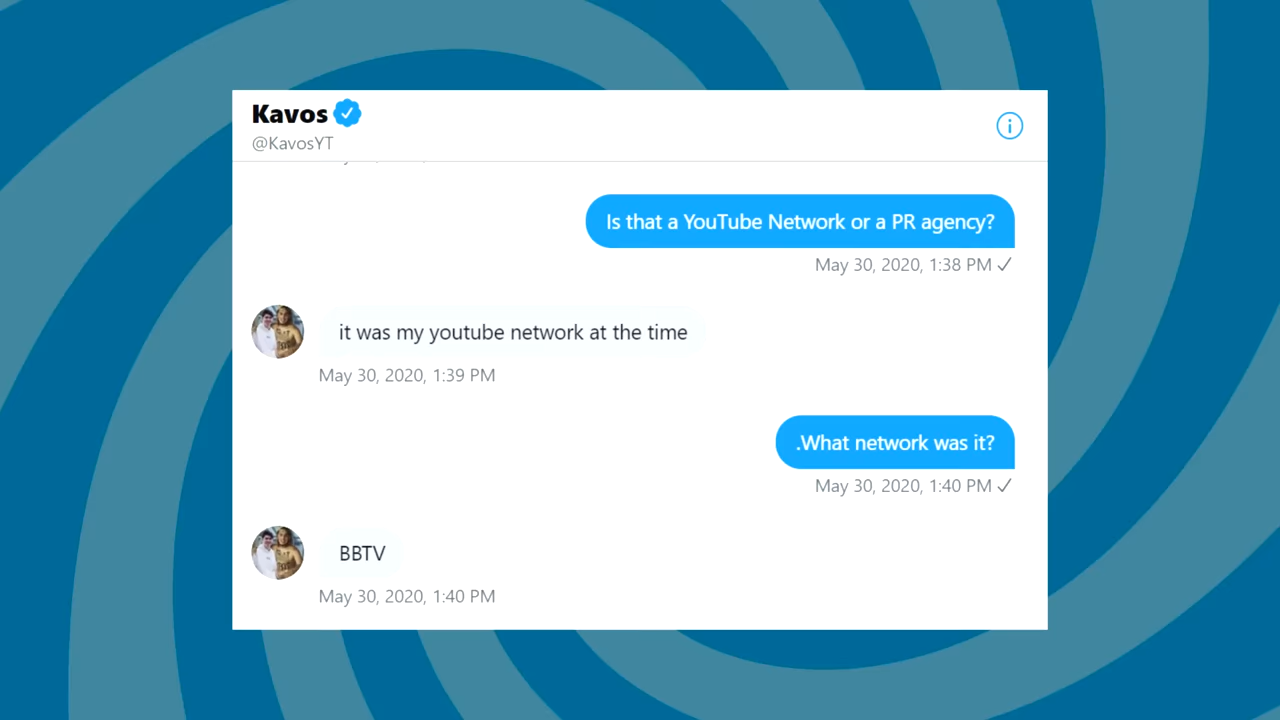 Kavos
@KavosYT
Is that a YouTube Network or a PR agency?
May 30, 2020, 1:38 PM
it was my youtube network at the time
May 30, 2020, 1:39 PM
.What network was it?
May 30, 2020, 1:40 PM
BBTV
May 30, 2020, 1:40 PM